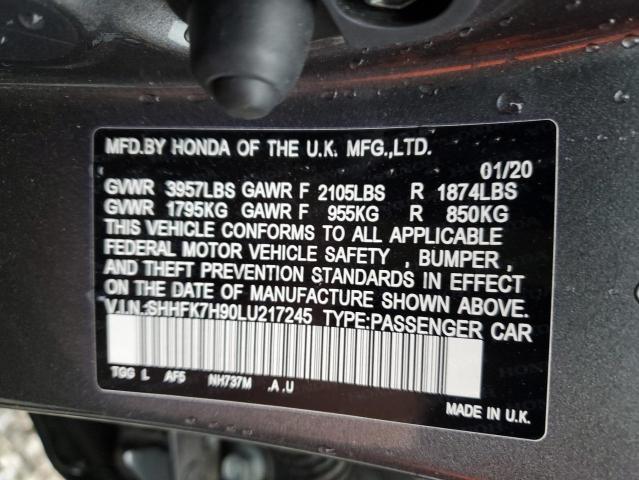 MFD.BY HONDA OF THE U.K. MFG.,LTD.
01/20
GVWR 3957LBS GAWR F 2105LBS R 1874LBS
GVWR 1795KG GAWR F 955KG R 850KG
THIS VEHICLE CONFORMS TO ALL APPLICABLE
FEDERAL MOTOR VEHICLE SAFETY , BUMPER ,
AND THEFT PREVENTION STANDARDS IN EFFECT
ON THE DATE OF MANUFACTURE SHOWN ABOVE.
V.I.N.:SHHFK7H90LU217245 TYPE:PASSENGER CAR
TGG L AF5 NH737M .A .U
MADE IN U.K.